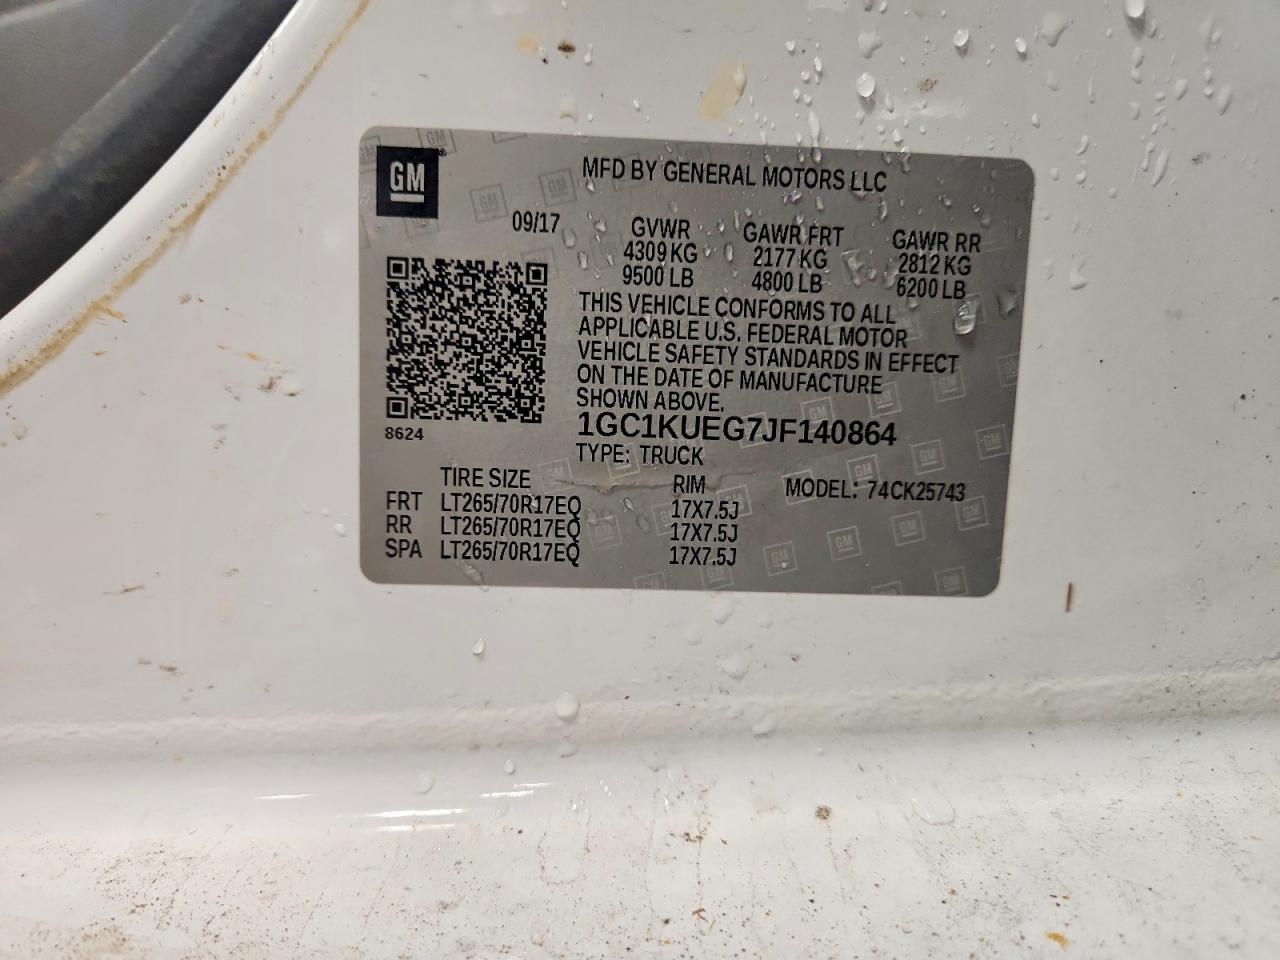 GM
MFD BY GENERAL MOTORS LLC
09/17
GVWR GAWR FRT GAWR RR
4309 KG 2177 KG 2812 KG
9500 LB 4800 LB 6200 LB
THIS VEHICLE CONFORMS TO ALL
APPLICABLE U.S. FEDERAL MOTOR
VEHICLE SAFETY STANDARDS IN EFFECT
ON THE DATE OF MANUFACTURE
SHOWN ABOVE.
8624
1GC1KUEG7JF140864
TYPE: TRUCK
TIRE SIZE RIM MODEL: 74CK25743
FRT LT265/70R17EQ 17X7.5J
RR LT265/70R17EQ 17X7.5J
SPA LT265/70R17EQ 17X7.5J